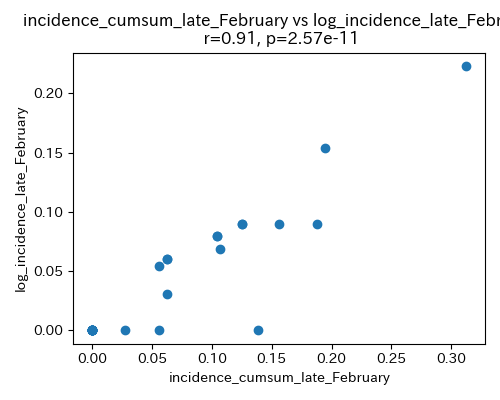 incidence_cumsum_late_February vs log_incidence_late_Febr
r=0.91, p=2.57e-11
0.20
0.15
0.10
0.05
0.00
log_incidence_late_February
0.00 0.05 0.10 0.15 0.20 0.25 0.30
incidence_cumsum_late_February